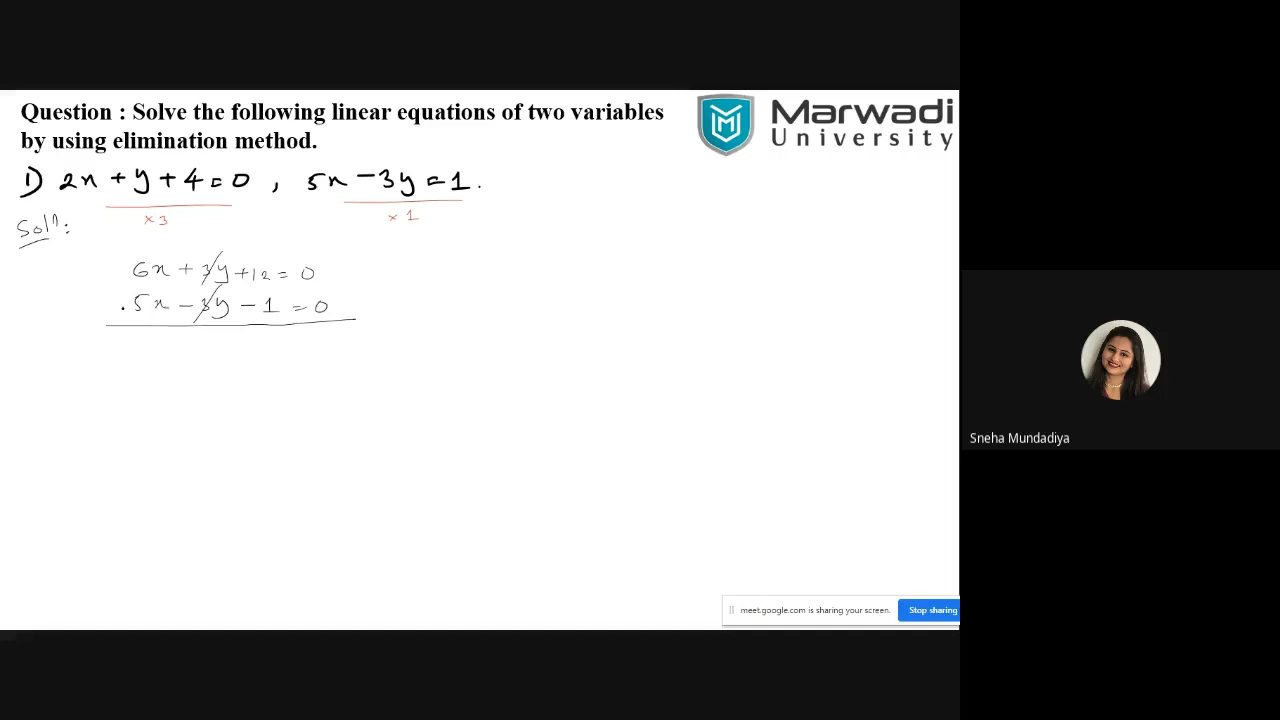 Question : Solve the following linear equations of two variables
by using elimination method.
Marwadi
University
1) 2x + y + 4 = 0 , 5x - 3y = 1 .
x 3
x 1
Solⁿ:
6x + 3y + 12 = 0
. 5x - 3y - 1 = 0
Sneha Mundadiya
meet.google.com is sharing your screen.
Stop sharing